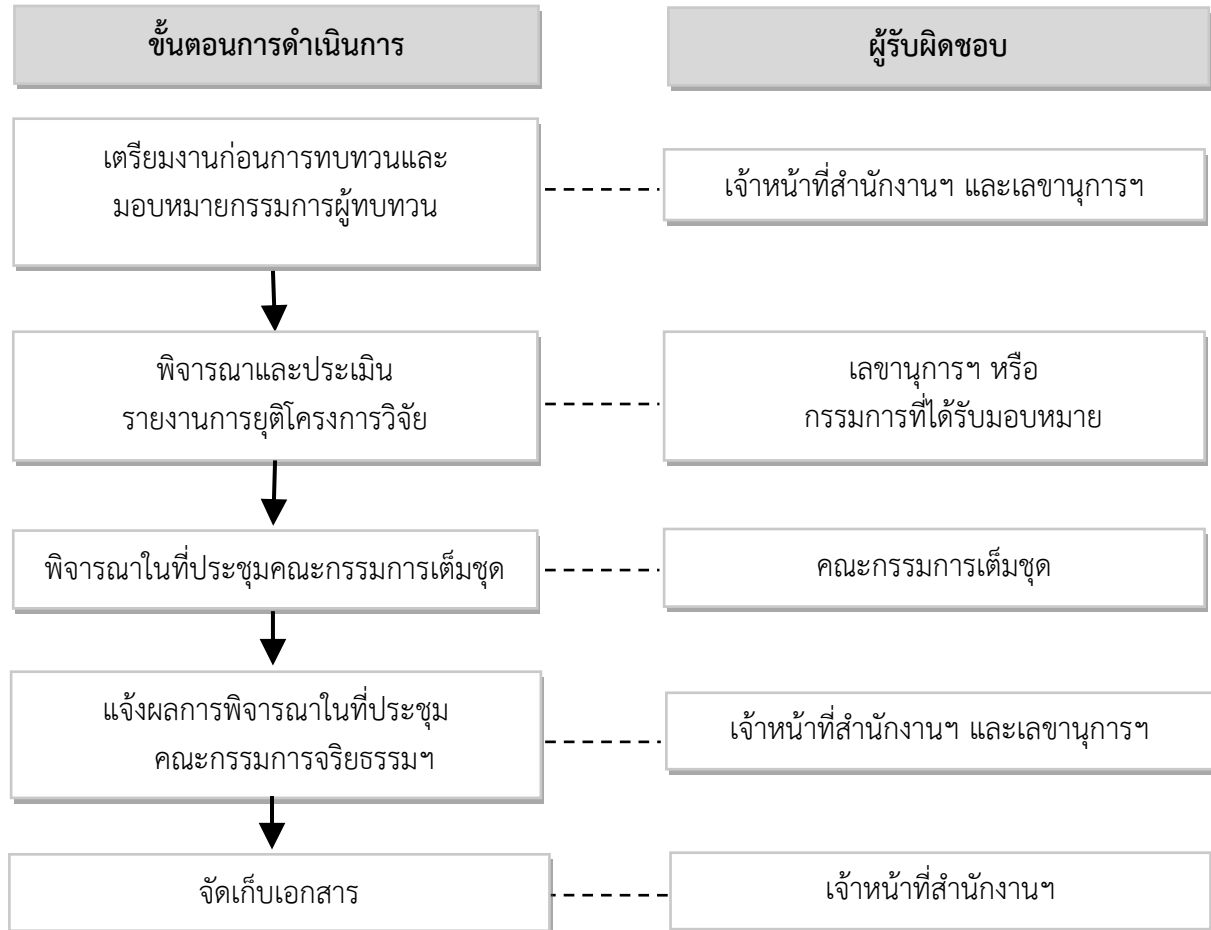 ขั้นตอนการดำเนินการ
ผู้รับผิดชอบ
เตรียมงานก่อนการทบทวนและ
มอบหมายกรรมการผู้ทบทวน
เจ้าหน้าที่สำนักงานฯ และเลขานุการฯ
พิจารณาและประเมิน
รายงานการยุติโครงการวิจัย
เลขานุการฯ หรือ
กรรมการที่ได้รับมอบหมาย
พิจารณาในที่ประชุมคณะกรรมการเต็มชุด
คณะกรรมการเต็มชุด
แจ้งผลการพิจารณาในที่ประชุม
คณะกรรมการจริยธรรมฯ
เจ้าหน้าที่สำนักงานฯ และเลขานุการฯ
จัดเก็บเอกสาร
เจ้าหน้าที่สำนักงานฯ